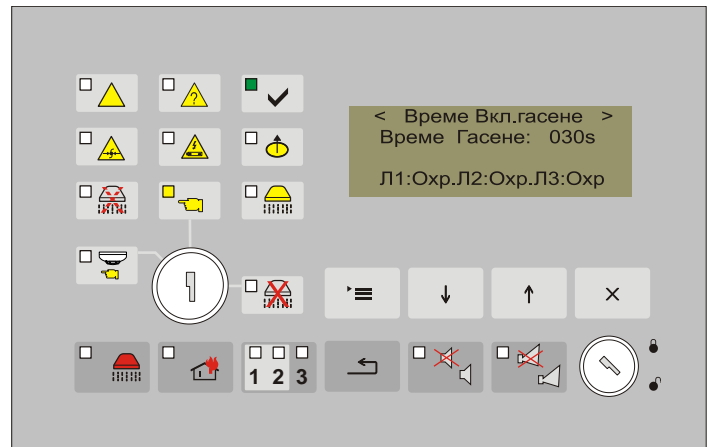 ?
< Време Вкл.гасене >
Време Гасене: 030s
Л1:Охр.Л2:Охр.Л3:Охр
1 2 3